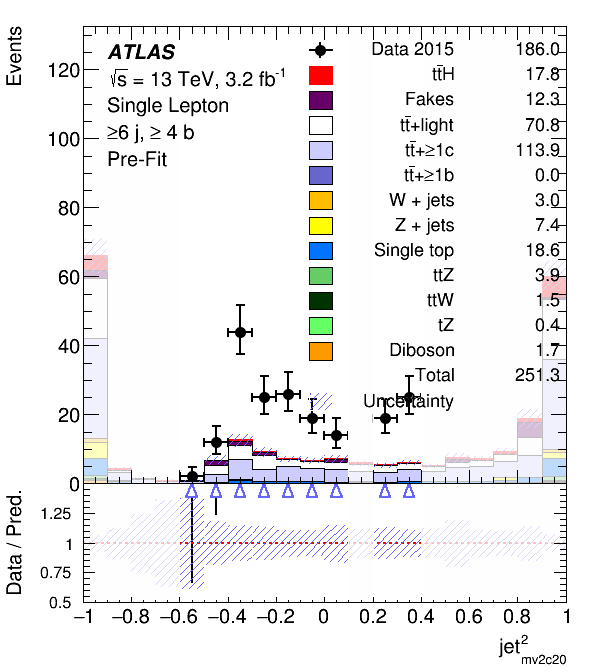 Events
ATLAS
√s = 13 TeV, 3.2 fb⁻¹
Single Lepton
≥6 j, ≥ 4 b
Pre-Fit
Data 2015 186.0
tt̄H 17.8
Fakes 12.3
tt̄+light 70.8
tt̄+≥1c 113.9
tt̄+≥1b 0.0
W + jets 3.0
Z + jets 7.4
Single top 18.6
ttZ 3.9
ttW 1.5
tZ 0.4
Diboson 1.7
Total 251.3
Uncertainty
120
100
80
60
40
20
0
Data / Pred.
1.25
1
0.75
0.5
−1 −0.8 −0.6 −0.4 −0.2 0 0.2 0.4 0.6 0.8 1
jet²mv2c20